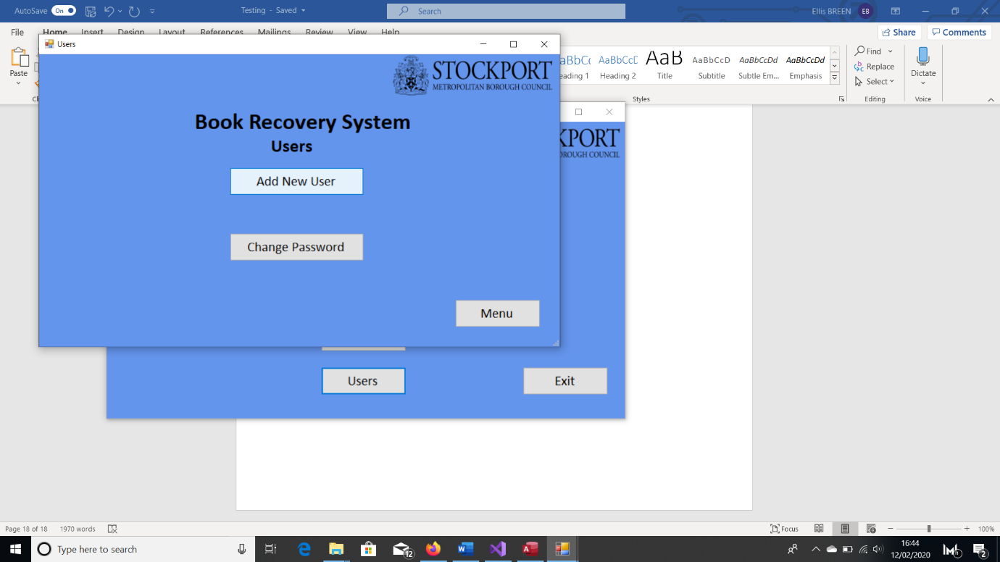 AutoSave On Testing - Saved Search Ellis BREEN EB
File Home Insert Design Layout References Mailings Review View Help Share Comments
Users
Paste
STOCKPORT
METROPOLITAN BOROUGH COUNCIL
Book Recovery System
Users
Add New User
Change Password
Menu
AaB AaBbCcD AaBbCcDd AaBbCcDd
eading 1 Heading 2 Title Subtitle Subtle Em... Emphasis
Styles
Find
Replace
Select
Editing
Dictate
Voice
KPORT
ROUGH COUNCIL
Users Exit
Page 18 of 18 1970 words Focus 100%
Type here to search 12 16:44
12/02/2020 2